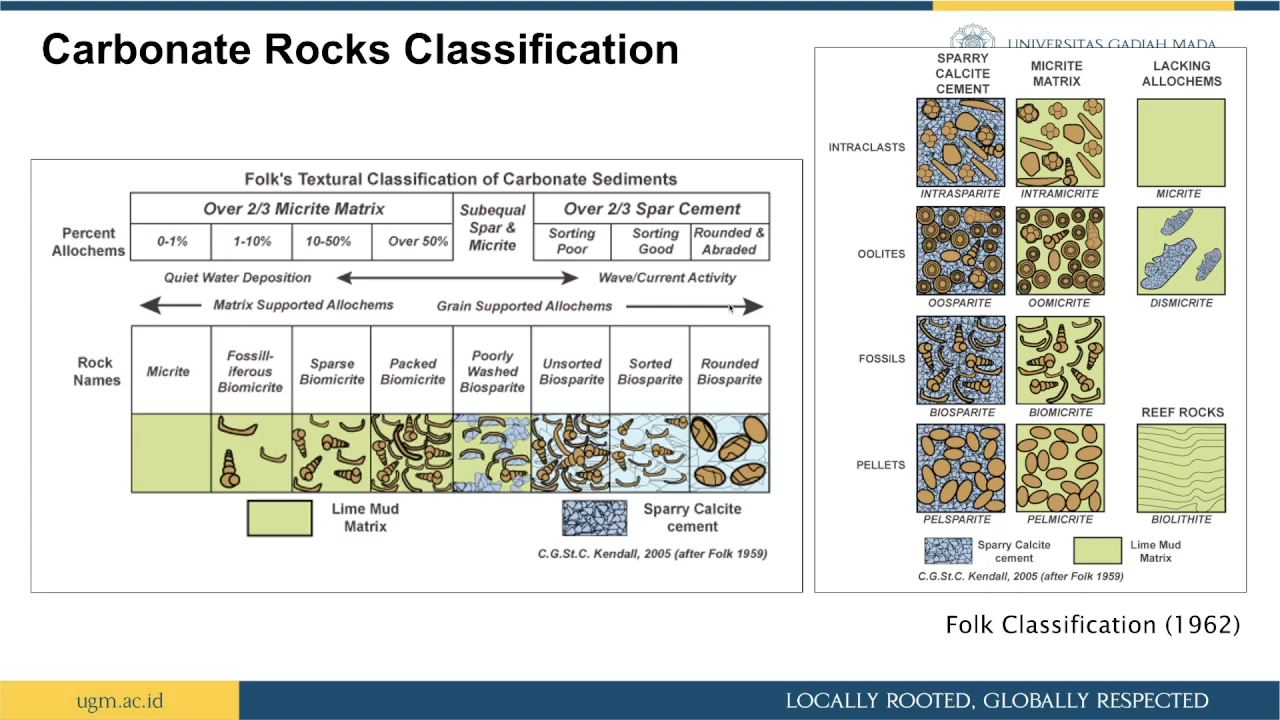 Carbonate Rocks Classification
UNIVERSITAS GADJAH MADA
Folk's Textural Classification of Carbonate Sediments
Percent
Allochems
Over 2/3 Micrite Matrix
Subequal
Spar &
Micrite
Over 2/3 Spar Cement
0-1%
1-10%
10-50%
Over 50%
Sorting
Poor
Sorting
Good
Rounded &
Abraded
Quiet Water Deposition
Wave/Current Activity
Matrix Supported Allochems
Grain Supported Allochems
Rock
Names
Micrite
Fossill-
iferous
Biomicrite
Sparse
Biomicrite
Packed
Biomicrite
Poorly
Washed
Biosparite
Unsorted
Biosparite
Sorted
Biosparite
Rounded
Biosparite
Lime Mud
Matrix
Sparry Calcite
cement
C.G.St.C. Kendall, 2005 (after Folk 1959)
SPARRY
CALCITE
CEMENT
MICRITE
MATRIX
LACKING
ALLOCHEMS
INTRACLASTS
INTRASPARITE
INTRAMICRITE
MICRITE
OOLITES
OOSPARITE
OOMICRITE
DISMICRITE
FOSSILS
BIOSPARITE
BIOMICRITE
REEF ROCKS
PELLETS
PELSPARITE
PELMICRITE
BIOLITHITE
Sparry Calcite
cement
Lime Mud
Matrix
C.G.St.C. Kendall, 2005 (after Folk 1959)
Folk Classification (1962)
ugm.ac.id
LOCALLY ROOTED, GLOBALLY RESPECTED